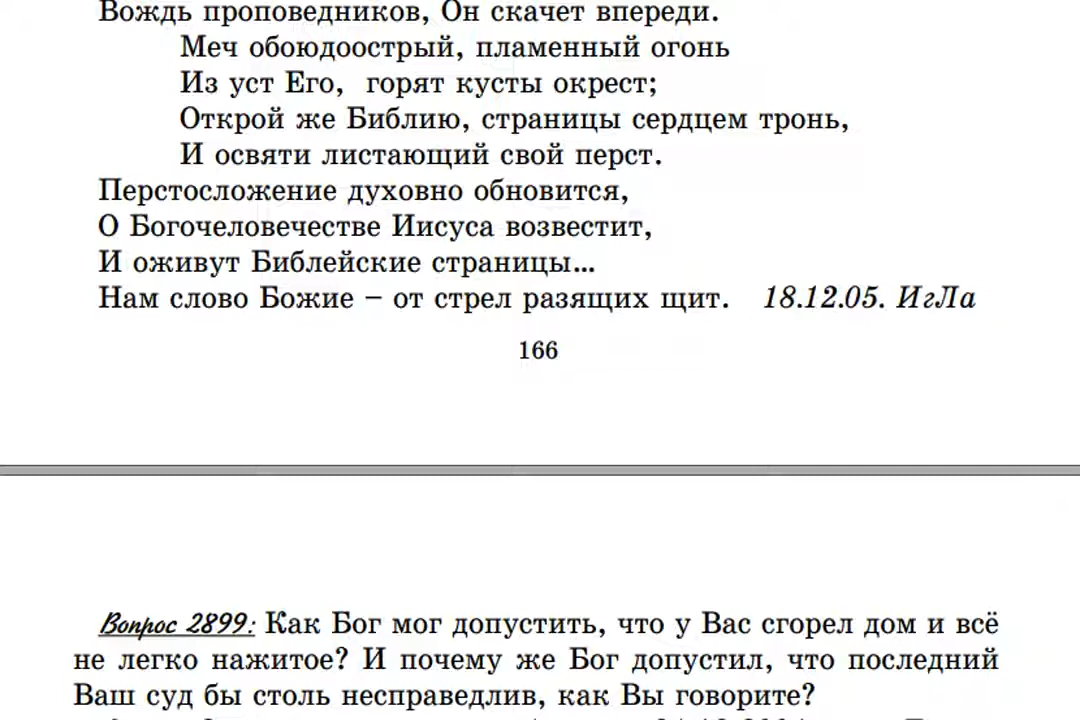 Вождь проповедников, Он скачет впереди.
Меч обоюдоострый, пламенный огонь
Из уст Его, горят кусты окрест;
Открой же Библию, страницы сердцем тронь,
И освяти листающий свой перст.
Перстосложение духовно обновится,
О Богочеловечестве Иисуса возвестит,
И оживут Библейские страницы...
Нам слово Божие – от стрел разящих щит. 18.12.05. ИгЛа
166
Вопрос 2899: Как Бог мог допустить, что у Вас сгорел дом и всё
не легко нажитое? И почему же Бог допустил, что последний
Ваш суд бы столь несправедлив, как Вы говорите?